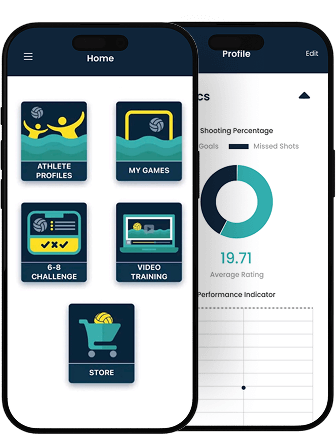 Home
ATHLETE
PROFILES
MY GAMES
6-8
CHALLENGE
VIDEO
TRAINING
STORE
Profile
Edit
cs
Shooting Percentage
Goals
Missed Shots
19.71
Average Rating
Performance Indicator